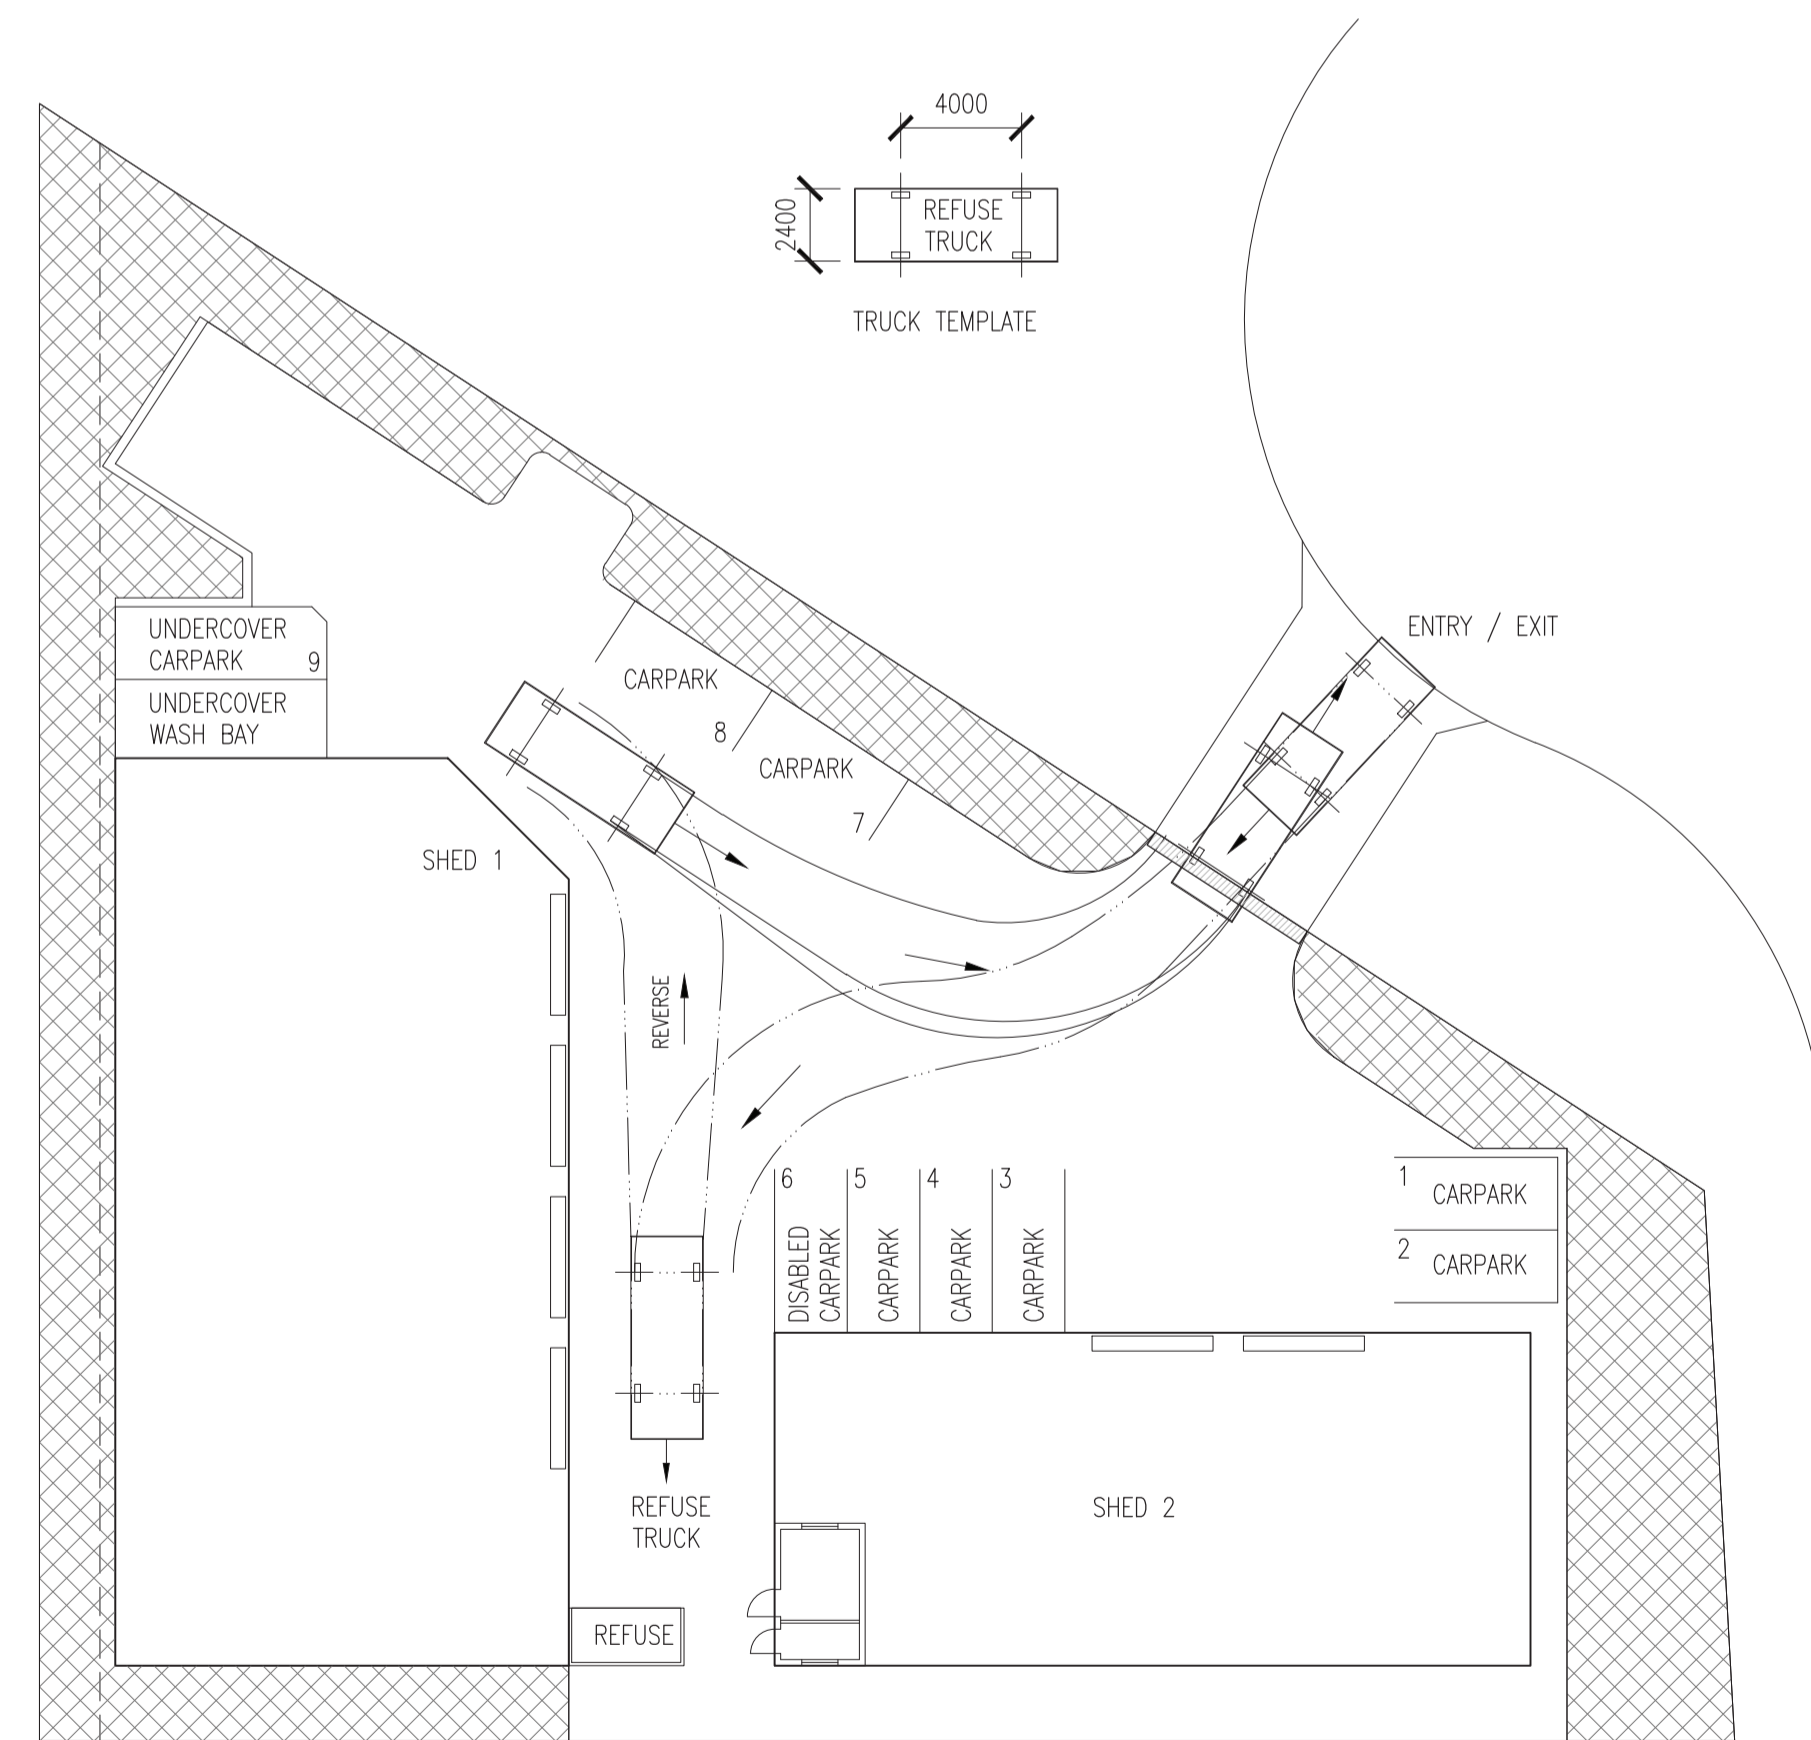 4000
2400
REFUSE
TRUCK
TRUCK TEMPLATE
ENTRY / EXIT
UNDERCOVER
CARPARK 9
UNDERCOVER
WASH BAY
CARPARK
8
CARPARK
7
SHED 1
REVERSE
6
DISABLED
CARPARK
5
CARPARK
4
CARPARK
3
CARPARK
1
CARPARK
2
CARPARK
REFUSE
TRUCK
SHED 2
REFUSE